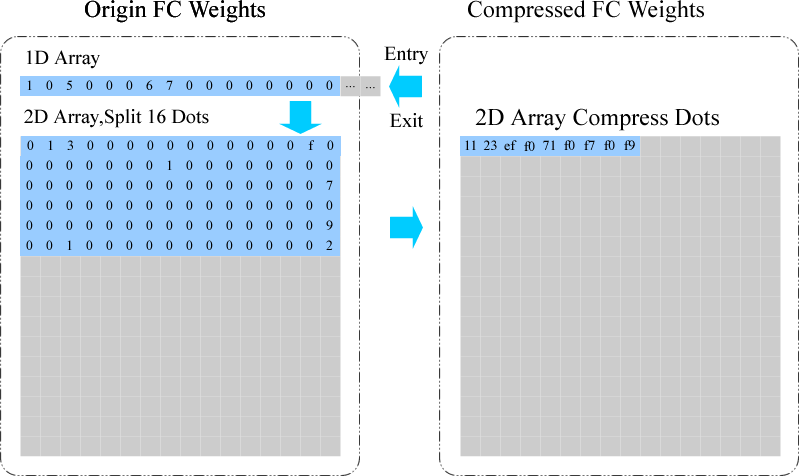 Origin FC Weights
Compressed FC Weights
1D Array
Entry
1 0 5 0 0 0 6 7 0 0 0 0 0 0 0 0 ... ...
2D Array,Split 16 Dots
Exit
2D Array Compress Dots
0 1 3 0 0 0 0 0 0 0 0 0 0 0 f 0
11 23 ef f0 71 f0 f7 f0 f9
0 0 0 0 0 0 0 1 0 0 0 0 0 0 0 0
0 0 0 0 0 0 0 0 0 0 0 0 0 0 0 7
0 0 0 0 0 0 0 0 0 0 0 0 0 0 0 0
0 0 0 0 0 0 0 0 0 0 0 0 0 0 0 9
0 0 1 0 0 0 0 0 0 0 0 0 0 0 0 2